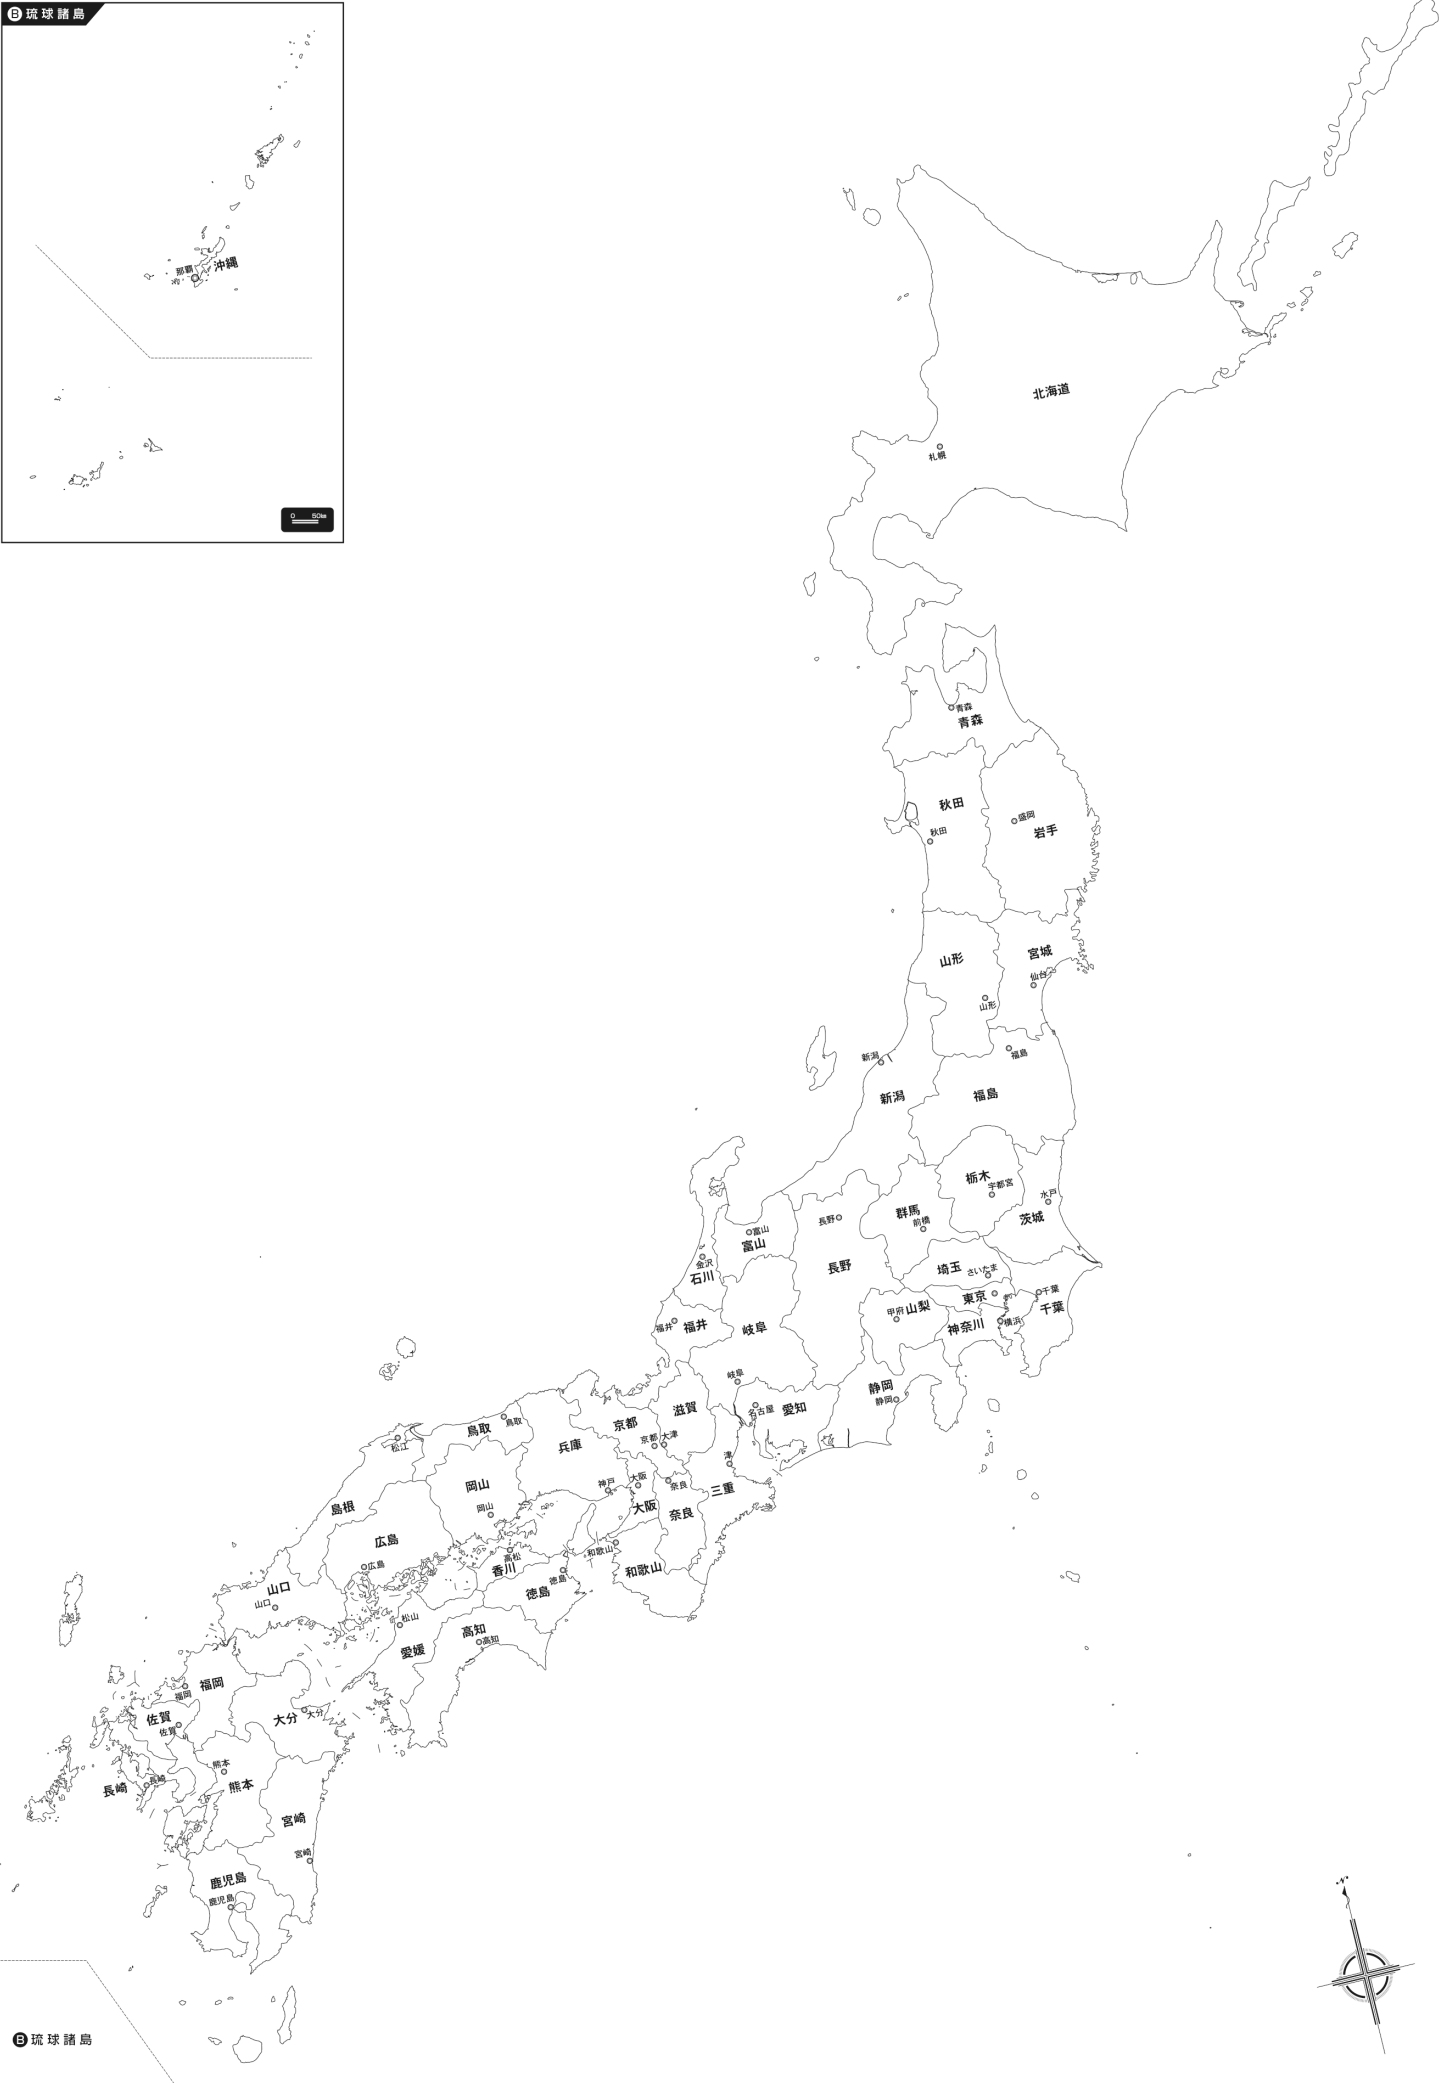 B 琉球諸島
那覇
沖縄
0 50km
北海道
札幌
青森
青森
秋田
秋田
盛岡
岩手
山形
山形
宮城
仙台
新潟
新潟
福島
福島
栃木
宇都宮
水戸
茨城
群馬
前橋
長野
長野
富山
富山
金沢
石川
埼玉
さいたま
東京
千葉
千葉
甲府
山梨
神奈川
横浜
福井
福井
岐阜
岐阜
静岡
静岡
名古屋
愛知
滋賀
京都
京都
大津
鳥取
鳥取
兵庫
松江
津
三重
神戸
大阪
大阪
奈良
奈良
岡山
岡山
島根
広島
広島
和歌山
和歌山
高松
香川
徳島
徳島
山口
山口
松山
愛媛
高知
高知
福岡
福岡
佐賀
佐賀
大分
大分
長崎
長崎
熊本
熊本
宮崎
宮崎
鹿児島
鹿児島
N
B 琉球諸島